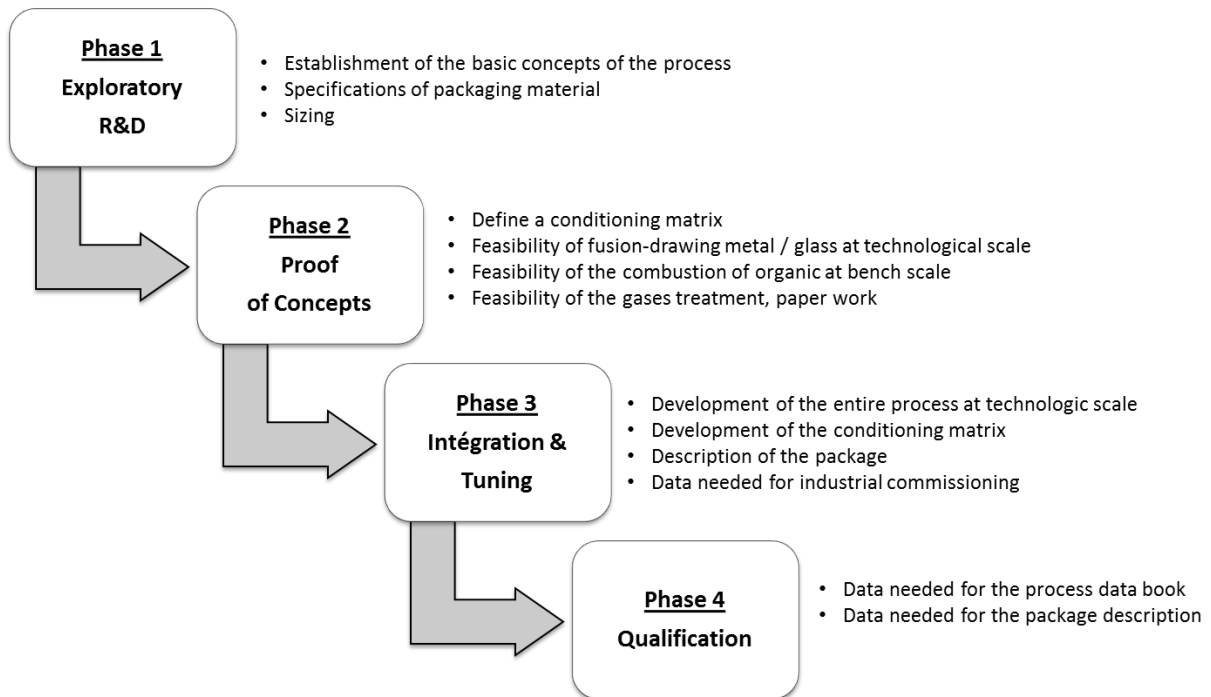 Phase 1
Exploratory
R&D
• Establishment of the basic concepts of the process
• Specifications of packaging material
• Sizing
Phase 2
Proof
of Concepts
• Define a conditioning matrix
• Feasibility of fusion-drawing metal / glass at technological scale
• Feasibility of the combustion of organic at bench scale
• Feasibility of the gases treatment, paper work
Phase 3
Intégration &
Tuning
• Development of the entire process at technologic scale
• Development of the conditioning matrix
• Description of the package
• Data needed for industrial commissioning
Phase 4
Qualification
• Data needed for the process data book
• Data needed for the package description